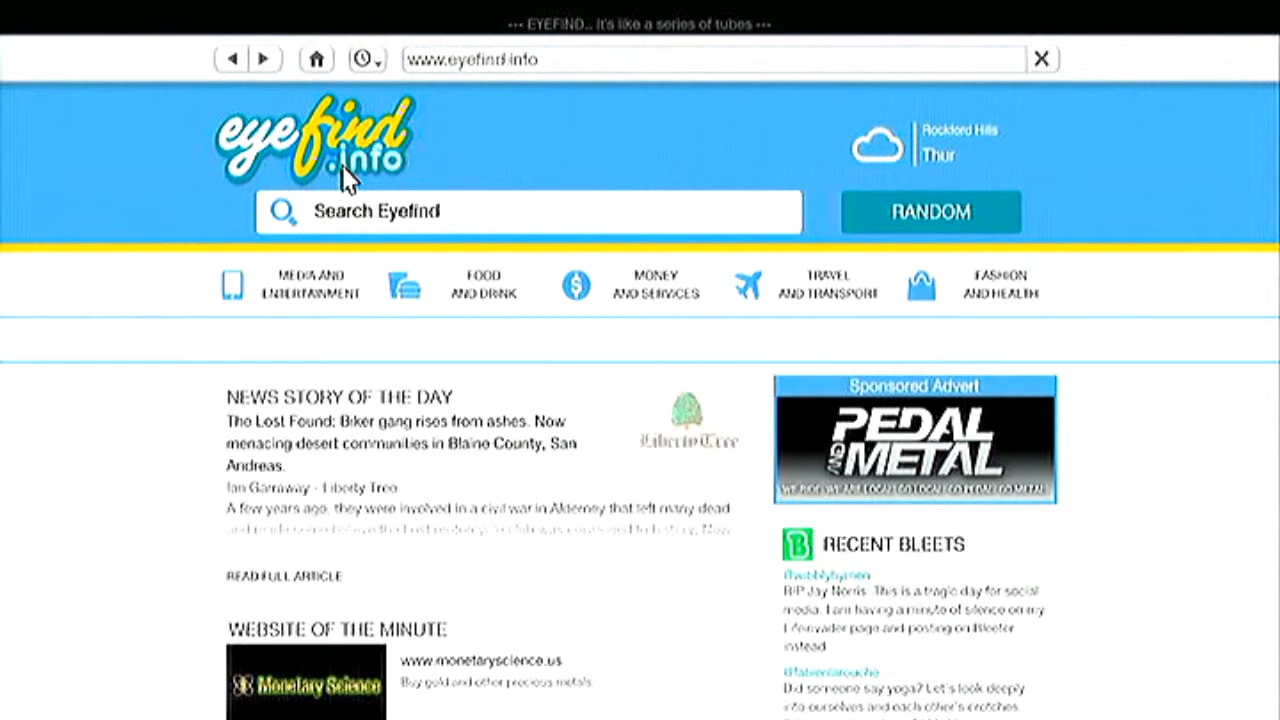 --- EYEFIND... It's like a series of tubes ---
www.eyefind.info
eyefind
.info
Rockford Hills
Thur
Search Eyefind
RANDOM
MEDIA AND
ENTERTAINMENT
FOOD
AND DRINK
MONEY
AND SERVICES
TRAVEL
AND TRANSPORT
FASHION
AND HEALTH
NEWS STORY OF THE DAY
The Lost Found: Biker gang rises from ashes. Now
menacing desert communities in Blaine County, San
Andreas.
Ian Garraway - Liberty Tree
A few years ago, they were involved in a civil war in Alderney that left many dead
Liberty Tree
READ FULL ARTICLE
WEBSITE OF THE MINUTE
Monetary Science
www.monetaryscience.us
Buy gold and other precious metals
Sponsored Advert
PEDAL
AND
METAL
RECENT BLEETS
@wobblyhymen
RIP Jay Norris. This is a tragic day for social
media. I am having a minute of silence on my
Lifeinvader page and posting on Bleeter
instead
@fabienlarouche
Did someone say yoga? Let's look deeply
into ourselves and each other's crotches.